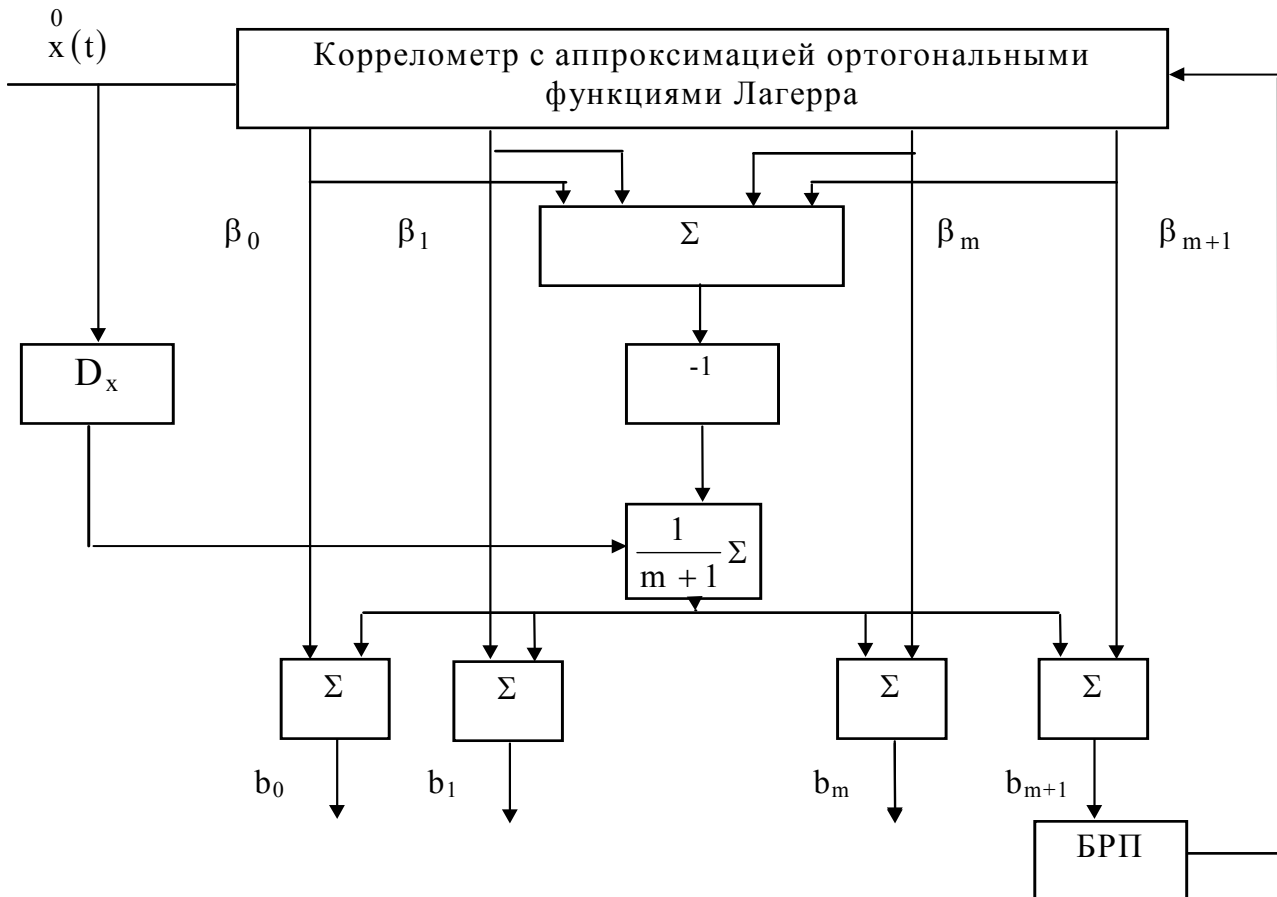 0
x(t)
Коррелометр с аппроксимацией ортогональными
функциями Лагерра
β0 β1 Σ βm βm+1
Dx
-1
1
m + 1
Σ
Σ Σ Σ Σ
b0 b1 bm bm+1
БРП